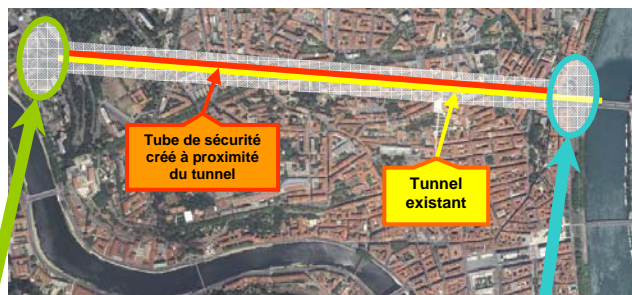 Tube de sécurité
créé à proximité
du tunnel
Tunnel
existant